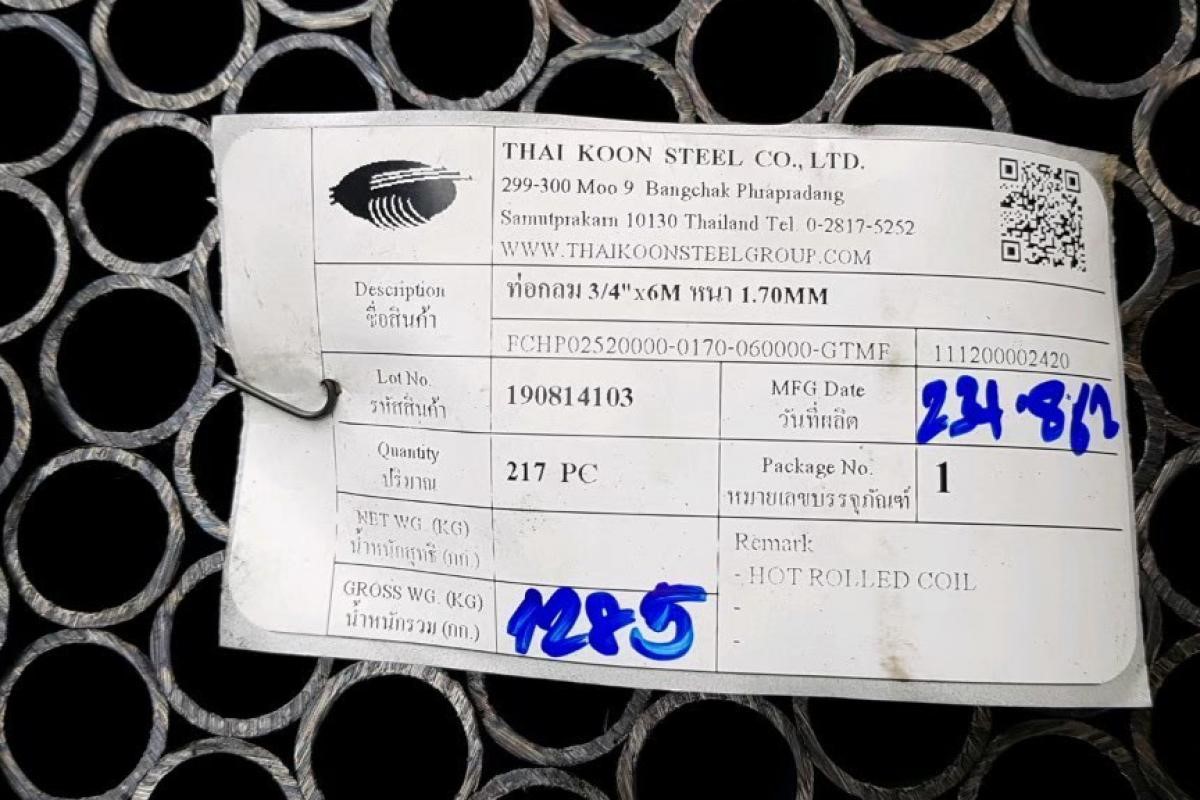 THAI KOON STEEL CO., LTD.
299-300 Moo 9 Bangchak Phrapradang
Samutprakarn 10130 Thailand Tel. 0-2817-5252
WWW.THAIKOONSTEELGROUP.COM
Description
ชื่อสินค้า
ท่อกลม 3/4"x6M หนา 1.70MM
FCHP02520000-0170-060000-GTMF 111200002420
Lot No.
รหัสสินค้า
190814103
MFG Date
วันที่ผลิต
Quantity
ปริมาณ
217 PC
Package No.
หมายเลขบรรจุภัณฑ์
1
NET WG. (KG)
น้ำหนักสุทธิ (กก.)
GROSS WG. (KG)
น้ำหนักรวม (กก.)
1285
Remark
- HOT ROLLED COIL
-
-